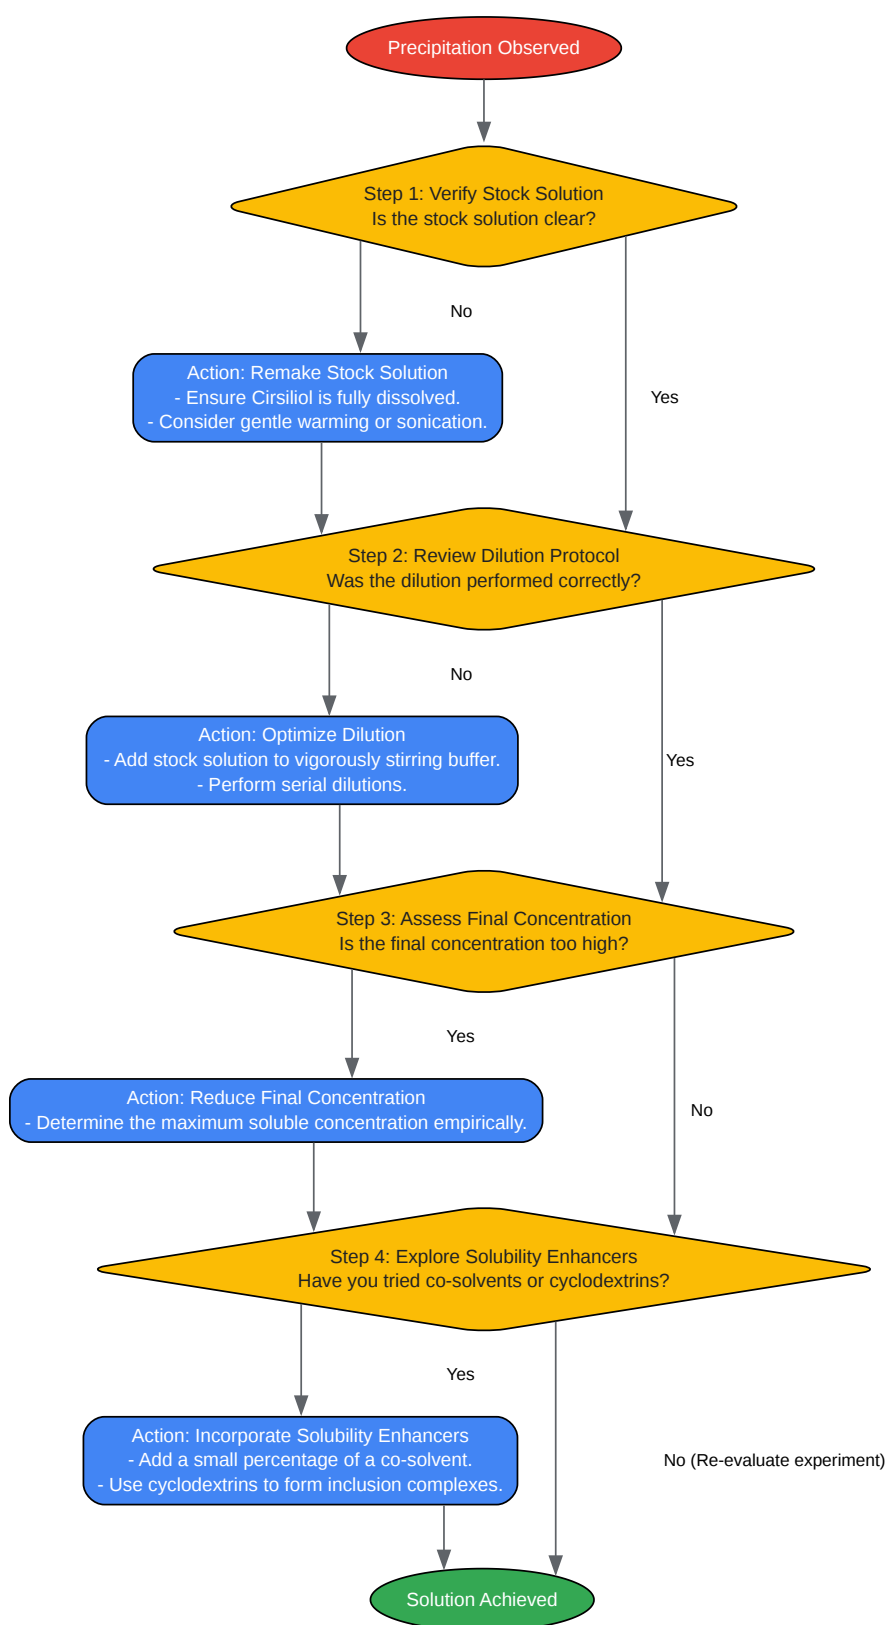 Precipitation Observed
Step 1: Verify Stock Solution
Is the stock solution clear?
No
Action: Remake Stock Solution
- Ensure Cirsiliol is fully dissolved.
- Consider gentle warming or sonication.
Yes
Step 2: Review Dilution Protocol
Was the dilution performed correctly?
No
Action: Optimize Dilution
- Add stock solution to vigorously stirring buffer.
- Perform serial dilutions.
Yes
Step 3: Assess Final Concentration
Is the final concentration too high?
Yes
Action: Reduce Final Concentration
- Determine the maximum soluble concentration empirically.
No
Step 4: Explore Solubility Enhancers
Have you tried co-solvents or cyclodextrins?
Yes
Action: Incorporate Solubility Enhancers
- Add a small percentage of a co-solvent.
- Use cyclodextrins to form inclusion complexes.
No (Re-evaluate experiment)
Solution Achieved